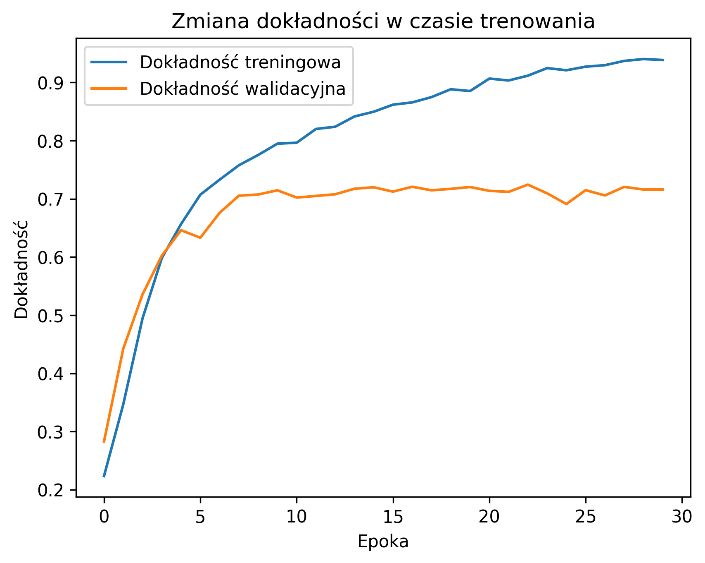 Zmiana dokładności w czasie trenowania
Dokładność treningowa
Dokładność walidacyjna
Dokładność
0.9
0.8
0.7
0.6
0.5
0.4
0.3
0.2
0 5 10 15 20 25 30
Epoka